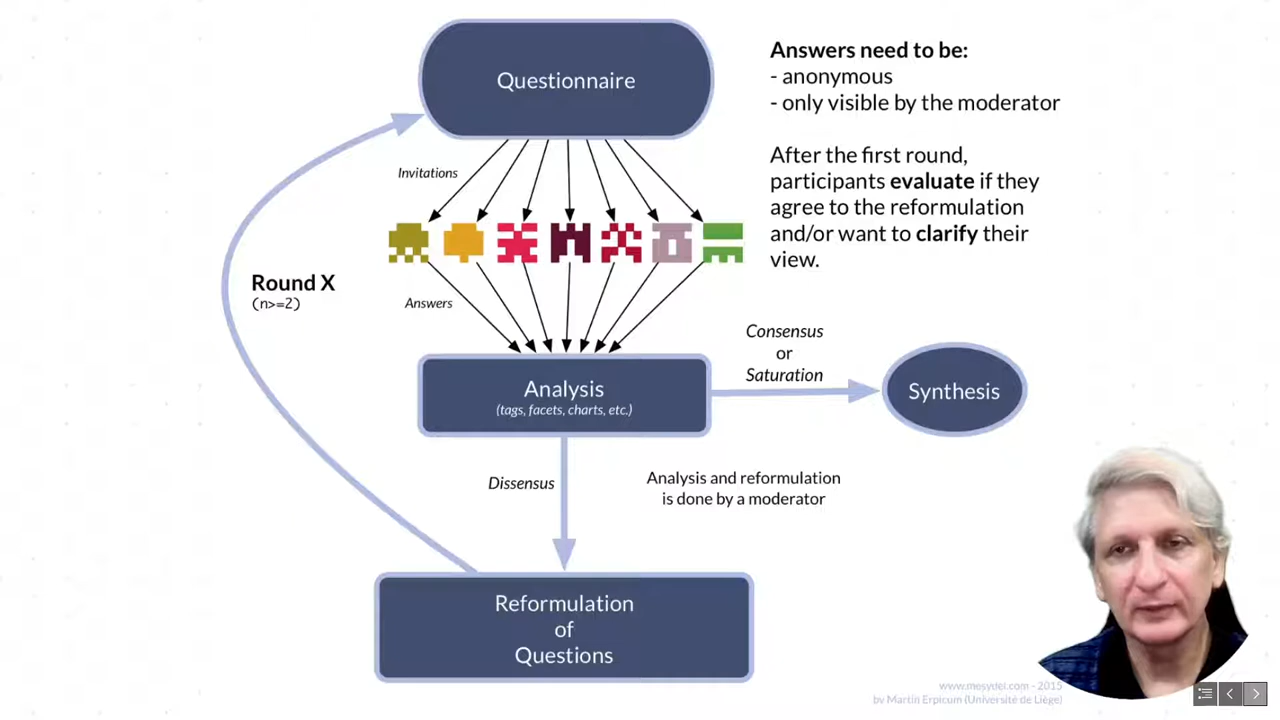 Questionnaire
Answers need to be:
- anonymous
- only visible by the moderator
After the first round,
participants evaluate if they
agree to the reformulation
and/or want to clarify their
view.
Invitations
Round X
(n>=2)
Answers
Consensus
or
Saturation
Analysis
(tags, facets, charts, etc.)
Synthesis
Dissensus
Analysis and reformulation
is done by a moderator
Reformulation
of
Questions
www.mesydel.com - 2015
by Martin Erpicum (Université de Liège)